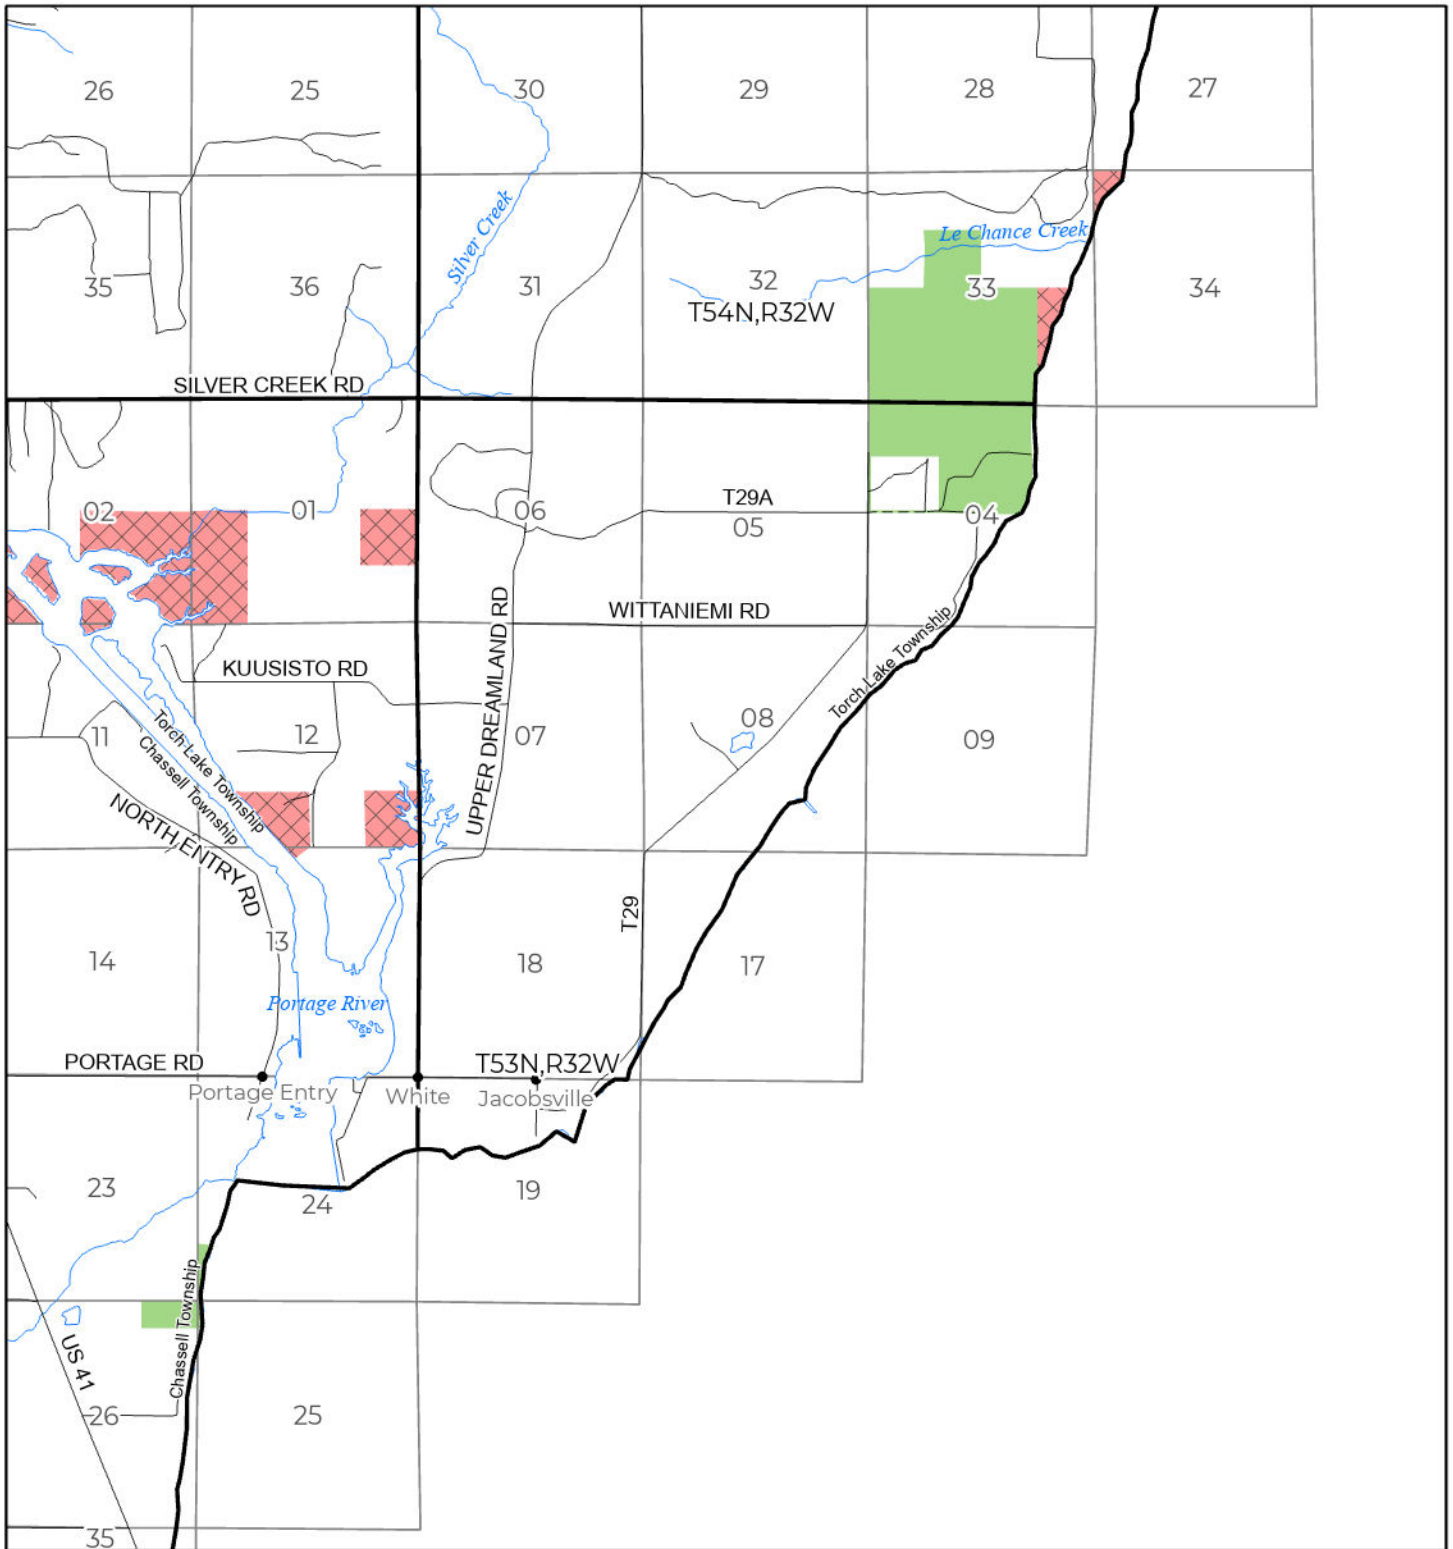 26
25
30
29
28
27
Silver Creek
Le Chance Creek
35
36
31
32
33
34
T54N,R32W
SILVER CREEK RD
02
01
06
T29A
05
04
WITTANIEMI RD
UPPER DREAMLAND RD
Torch Lake Township
KUUSISTO RD
11
12
07
08
09
Torch Lake Township
Chassell Township
NORTH ENTRY RD
T29
14
13
18
17
Portage River
PORTAGE RD
T53N,R32W
Portage Entry
White
Jacobsville
23
24
19
Chassell Township
US 41
26
25
35